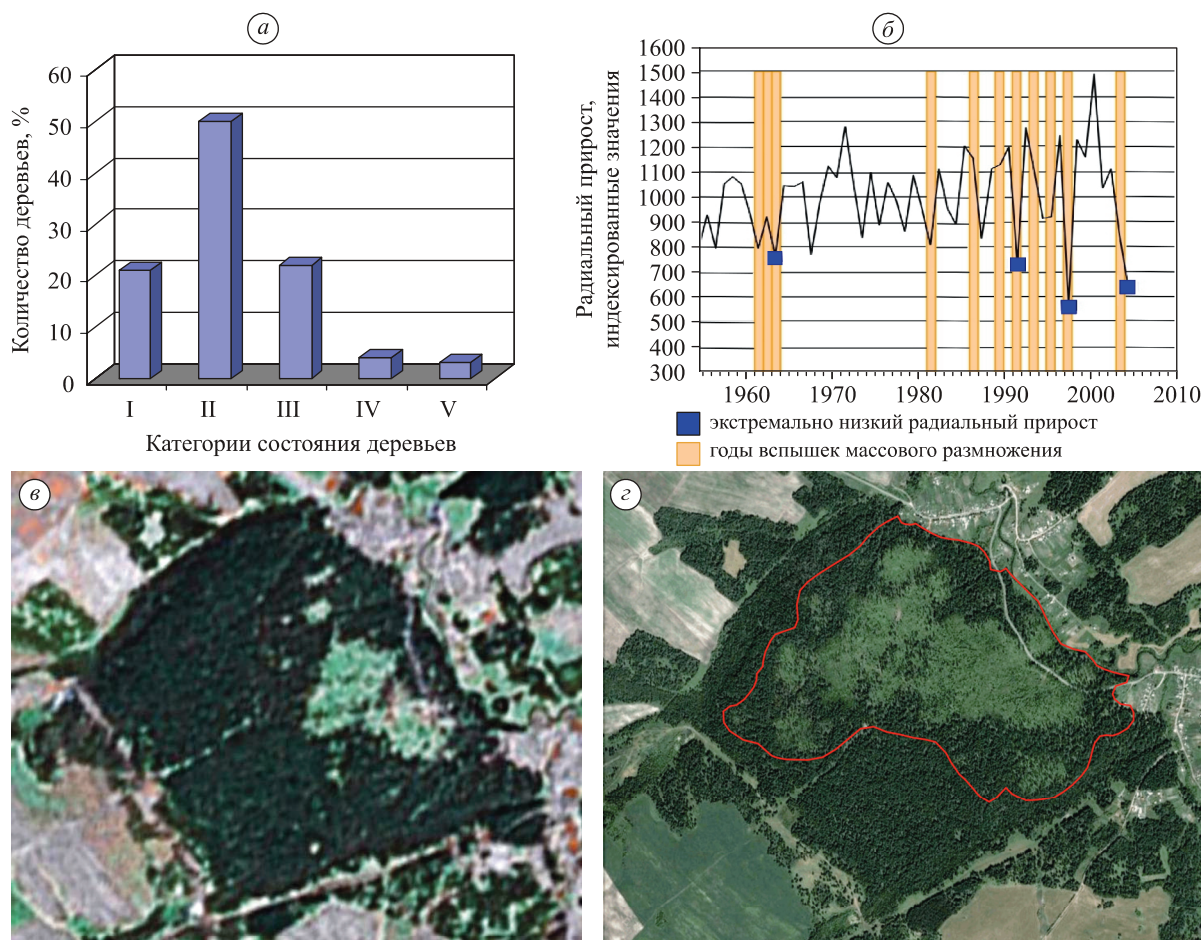 а
Количество деревьев, %
60
50
40
30
20
10
0
I II III IV V
Категории состояния деревьев
б
Радиальный прирост,
индексированные значения
1600
1500
1400
1300
1200
1100
1000
900
800
700
600
500
400
300
1960 1970 1980 1990 2000 2010
экстремально низкий радиальный прирост
годы вспышек массового размножения
в
г